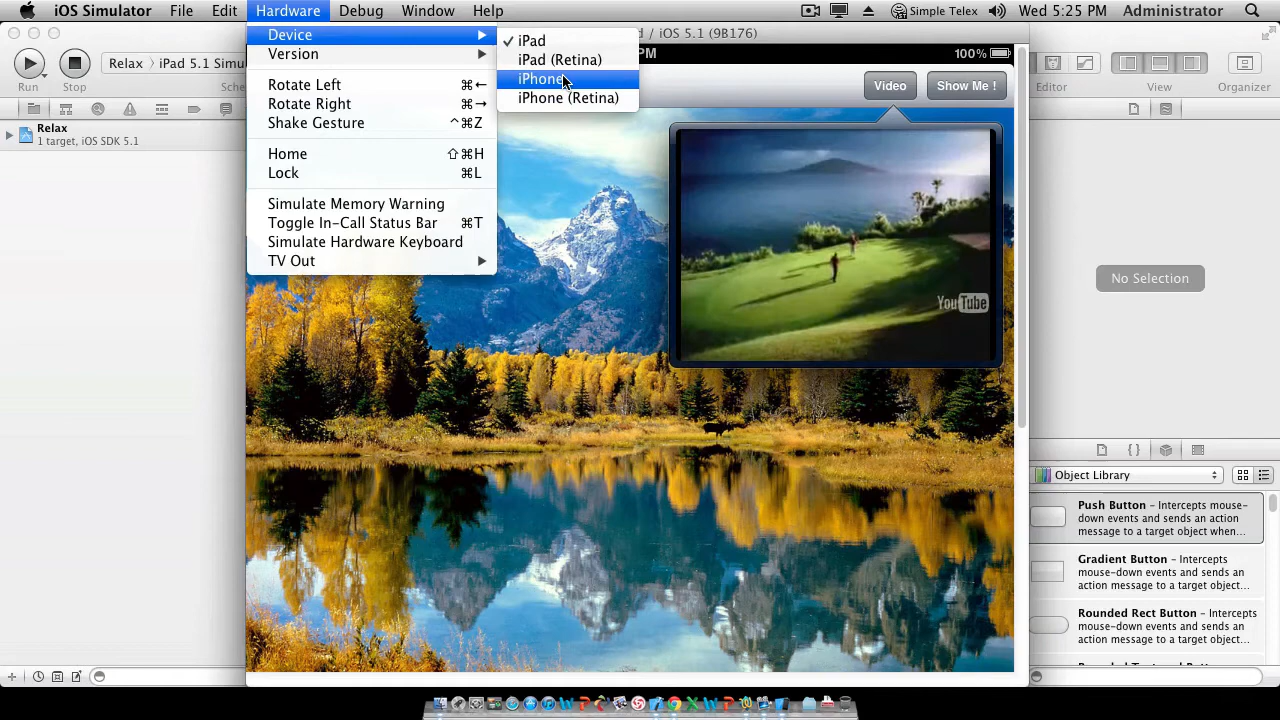 iOS Simulator File Edit Hardware Debug Window Help Simple Telex Wed 5:25 PM Administrator
Device
Version
Rotate Left ⌘←
Rotate Right ⌘→
Shake Gesture ^⌘Z
Home ⇧⌘H
Lock ⌘L
Simulate Memory Warning
Toggle In-Call Status Bar ⌘T
Simulate Hardware Keyboard
TV Out
✓ iPad
iPad (Retina)
iPhone
iPhone (Retina)
/ iOS 5.1 (9B176)
PM 100%
Video Show Me !
YouTube
Run Stop Relax > iPad 5.1 Simu
Sch
Editor View Organizer
Relax
1 target, iOS SDK 5.1
No Selection
{ }
Object Library
Push Button – Intercepts mouse-
down events and sends an action
message to a target object when...
Gradient Button – Intercepts
mouse-down events and sends an
action message to a target object...
Rounded Rect Button – Intercepts
mouse-down events and sends an
action message to a target object...